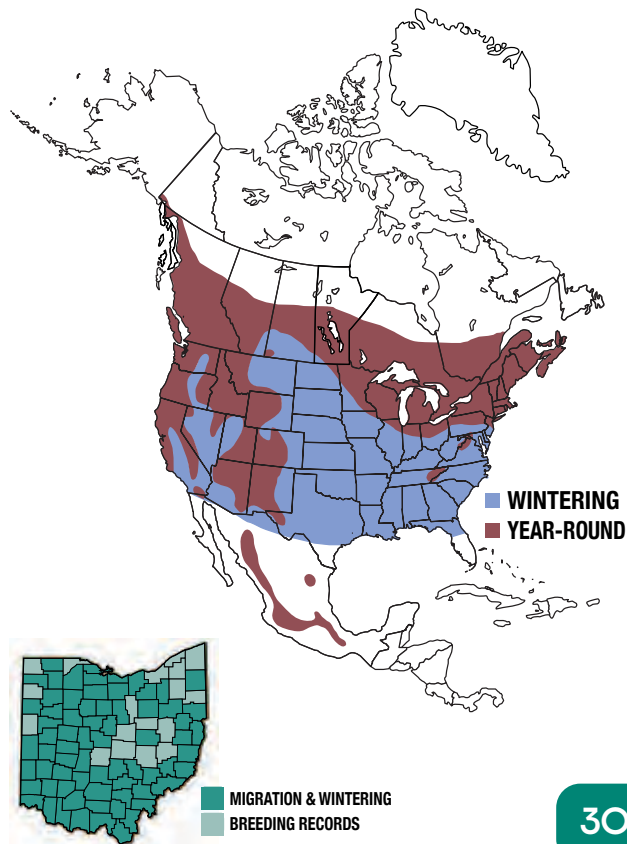 WINTERING
YEAR-ROUND
MIGRATION & WINTERING
BREEDING RECORDS
30